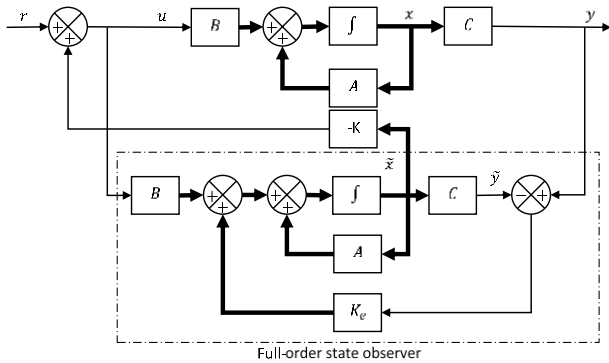 r
u
B
+
+
∫
x
C
y
+
+
A
-K
x̃
B
+
+
+
+
∫
C
ỹ
-
+
A
Kₑ
Full-order state observer